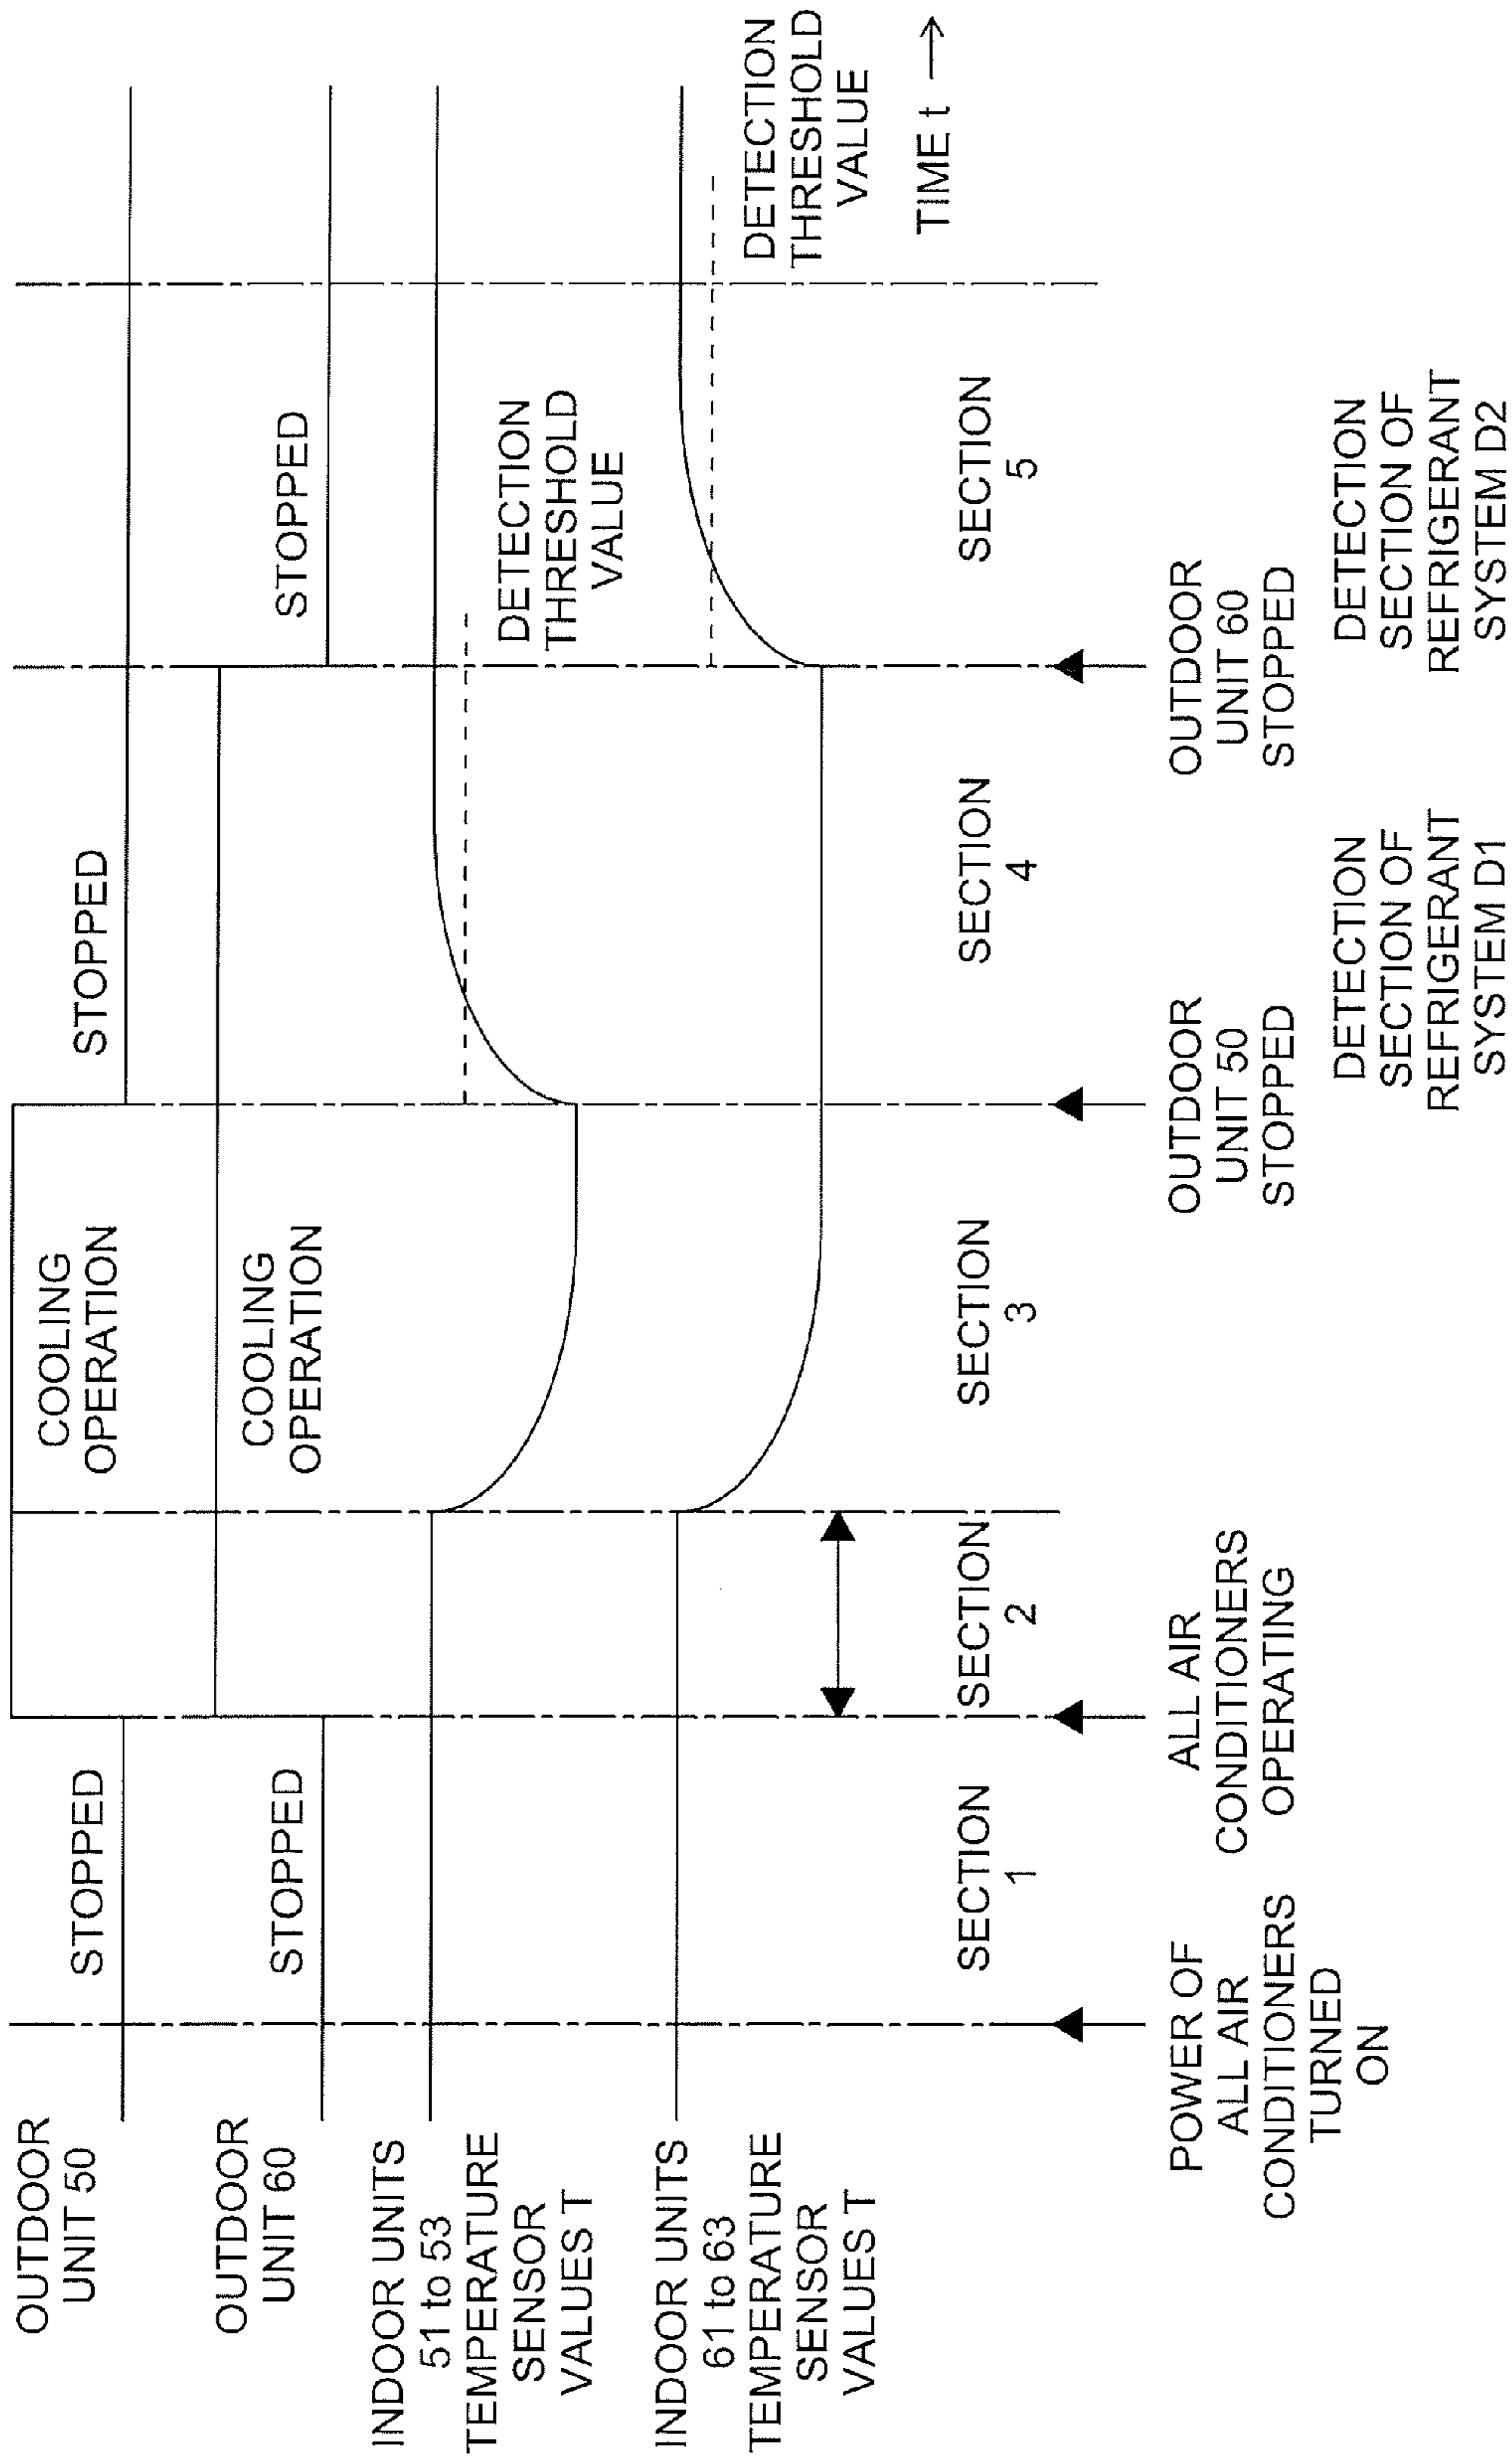 OUTDOOR
UNIT 50
STOPPED
COOLING
OPERATION
STOPPED
OUTDOOR
UNIT 60
STOPPED
COOLING
OPERATION
STOPPED
INDOOR UNITS
51 to 53
TEMPERATURE
SENSOR
VALUES T
DETECTION
THRESHOLD
VALUE
INDOOR UNITS
61 to 63
TEMPERATURE
SENSOR
VALUES T
DETECTION
THRESHOLD
VALUE
TIME t →
SECTION
1
SECTION
2
SECTION
3
SECTION
4
SECTION
5
POWER OF
ALL AIR
CONDITIONERS
TURNED
ON
ALL AIR
CONDITIONERS
OPERATING
OUTDOOR
UNIT 50
STOPPED
OUTDOOR
UNIT 60
STOPPED
DETECTION
SECTION OF
REFRIGERANT
SYSTEM D1
DETECTION
SECTION OF
REFRIGERANT
SYSTEM D2